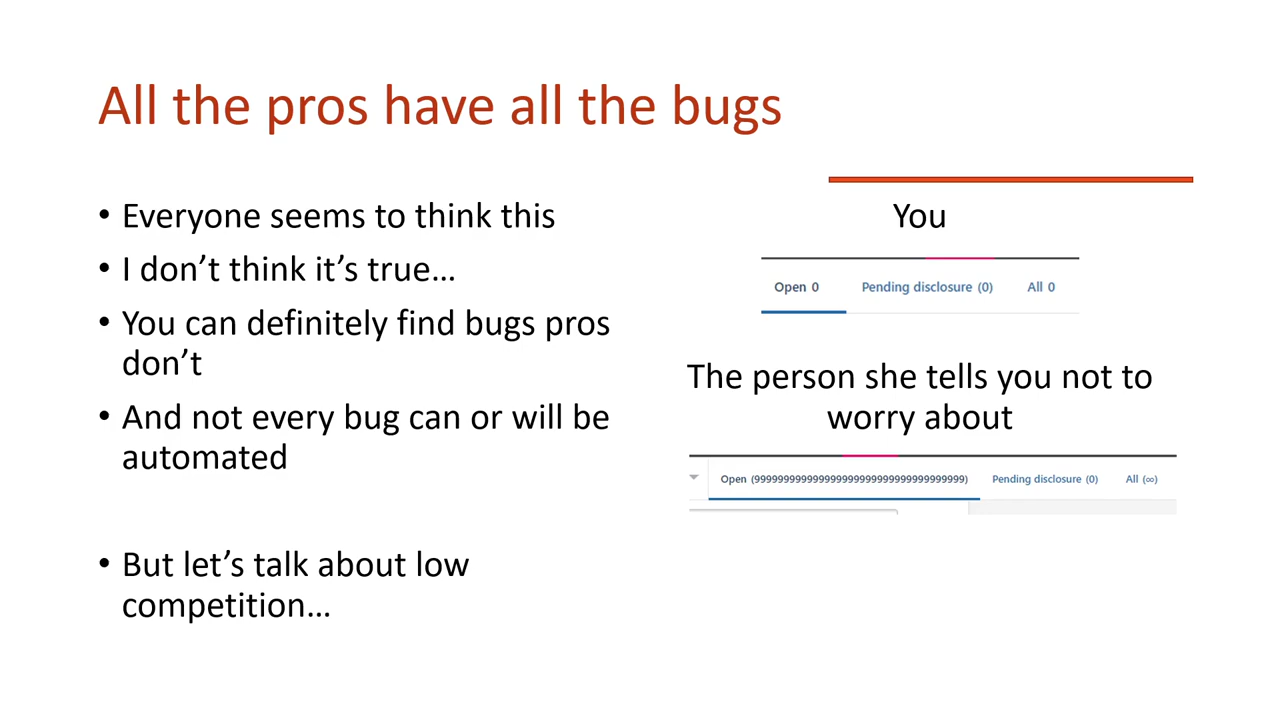 All the pros have all the bugs
• Everyone seems to think this
• I don’t think it’s true…
• You can definitely find bugs pros
don’t
• And not every bug can or will be
automated
• But let’s talk about low
competition…
You
Open 0 Pending disclosure (0) All 0
The person she tells you not to
worry about
Open (99999999999999999999999999999999999) Pending disclosure (0) All (∞)